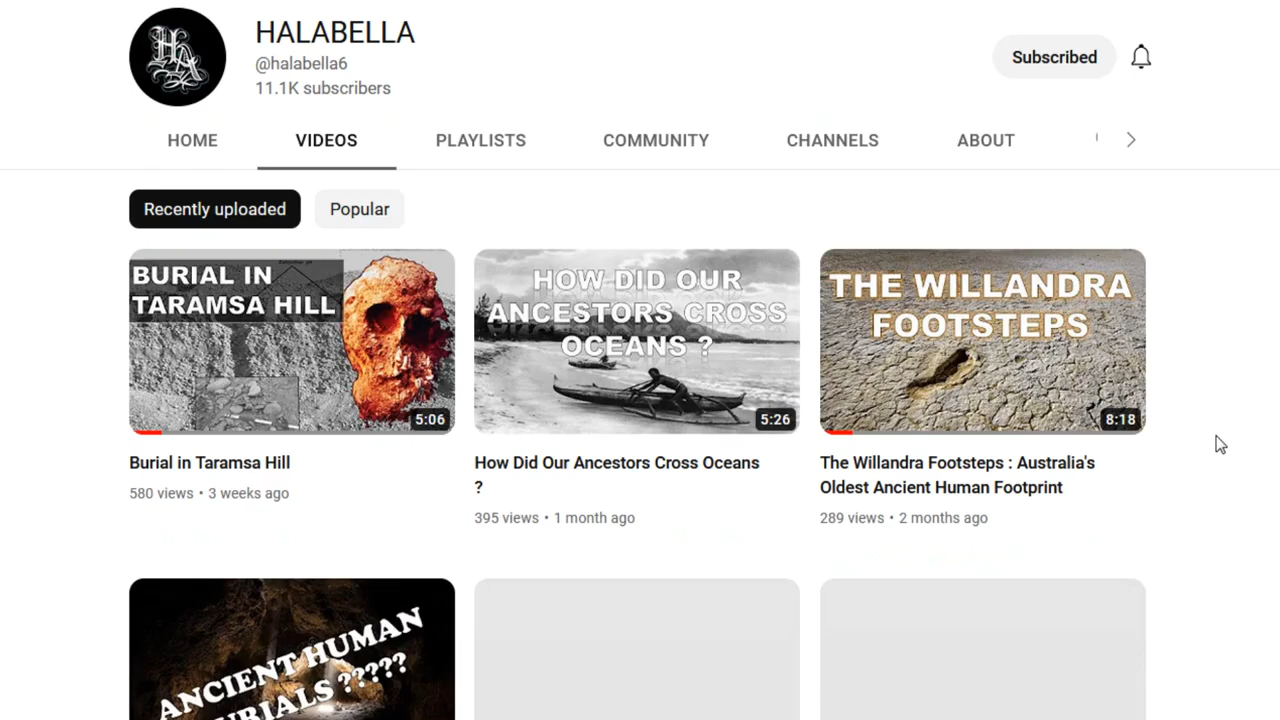 HALABELLA
@halabella6
11.1K subscribers
Subscribed
HOME
VIDEOS
PLAYLISTS
COMMUNITY
CHANNELS
ABOUT
Recently uploaded
Popular
BURIAL IN
TARAMSA HILL
5:06
HOW DID OUR
ANCESTORS CROSS
OCEANS ?
5:26
THE WILLANDRA
FOOTSTEPS
8:18
Burial in Taramsa Hill
580 views • 3 weeks ago
How Did Our Ancestors Cross Oceans
?
395 views • 1 month ago
The Willandra Footsteps : Australia's
Oldest Ancient Human Footprint
289 views • 2 months ago
ANCIENT HUMAN
?????